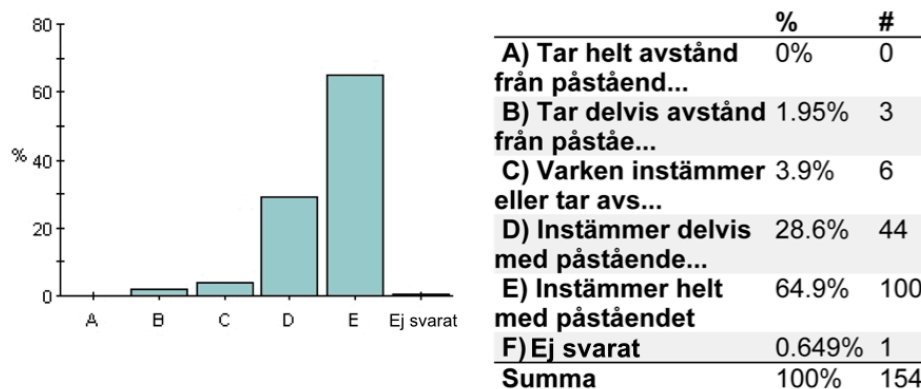 80
60
%
40
20
0
A B C D E Ej svarat
% #
A) Tar helt avstånd 0% 0
från påståend...
B) Tar delvis avstånd 1.95% 3
från påståe...
C) Varken instämmer 3.9% 6
eller tar avs...
D) Instämmer delvis 28.6% 44
med påstående...
E) Instämmer helt 64.9% 100
med påståendet
F) Ej svarat 0.649% 1
Summa 100% 154